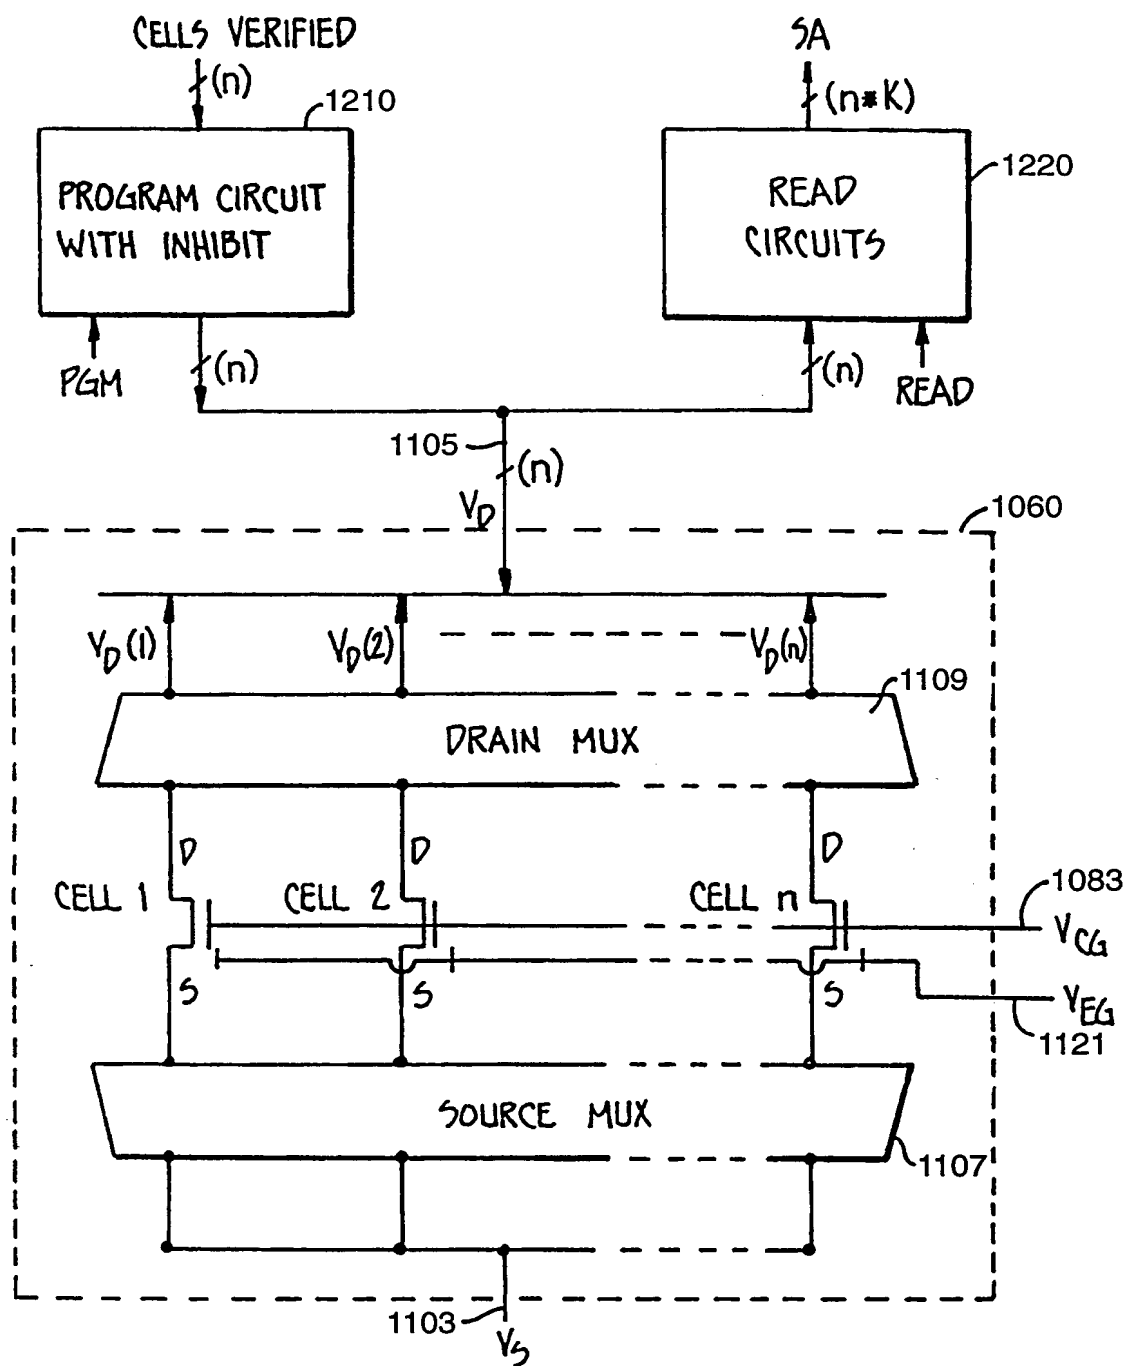 CELLS VERIFIED
SA
(n)
(n*K)
1210
1220
PROGRAM CIRCUIT
WITH INHIBIT
READ
CIRCUITS
PGM
(n)
(n)
READ
1105
(n)
VD
1060
VD(1)
VD(2)
VD(n)
1109
DRAIN MUX
D
D
D
CELL 1
CELL 2
CELL n
1083
VCG
S
S
S
VEG
1121
SOURCE MUX
1107
1103
VS